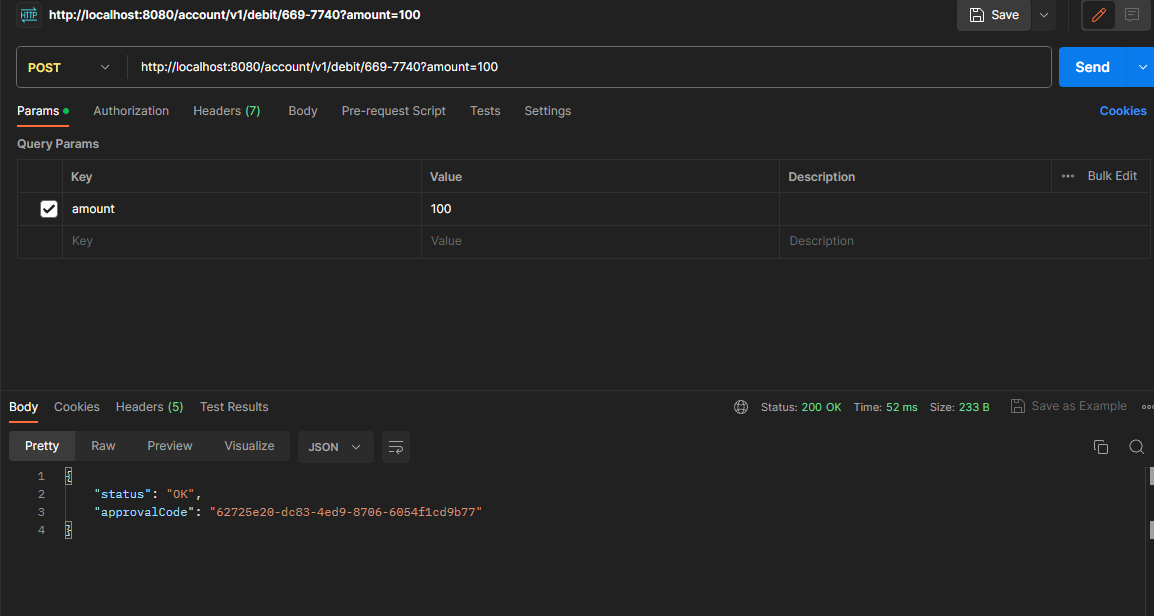 HTTP http://localhost:8080/account/v1/debit/669-7740?amount=100 Save
POST http://localhost:8080/account/v1/debit/669-7740?amount=100 Send
Params Authorization Headers (7) Body Pre-request Script Tests Settings Cookies
Query Params
Key Value Description ••• Bulk Edit
amount 100
Key Value Description
Body Cookies Headers (5) Test Results Status: 200 OK Time: 52 ms Size: 233 B Save as Example
Pretty Raw Preview Visualize JSON
1 {
2 "status": "OK",
3 "approvalCode": "62725e20-dc83-4ed9-8706-6054f1cd9b77"
4 }